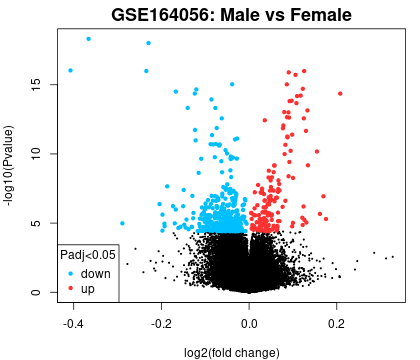 GSE164056: Male vs Female
-log10(Pvalue)
15
10
5
0
Padj<0.05
down
up
-0.4
-0.2
0.0
0.2
log2(fold change)